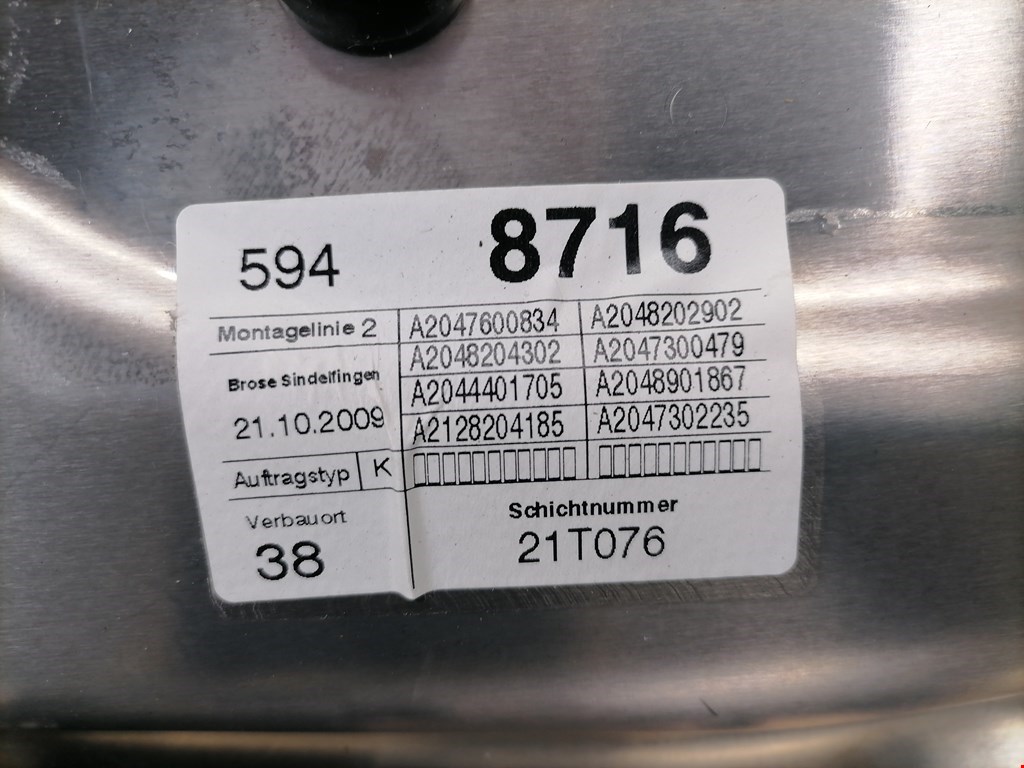 594 8716
Montagelinie 2 A2047600834 A2048202902
A2048204302 A2047300479
Brose Sindelfingen A2044401705 A2048901867
21.10.2009 A2128204185 A2047302235
Auftragstyp K
Verbauort Schichtnummer
38 21T076